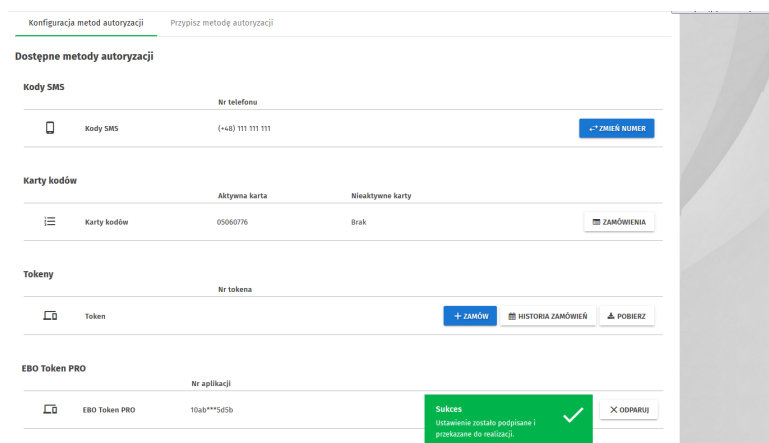 Konfiguracja metod autoryzacji Przypisz metodę autoryzacji
Dostępne metody autoryzacji
Kody SMS
Nr telefonu
Kody SMS (+48) 111 111 111 ZMIEŃ NUMER
Karty kodów
Aktywna karta Nieaktywne karty
Karty kodów 05060776 Brak ZAMÓWIENIA
Tokeny
Nr tokena
Token ZAMÓW HISTORIA ZAMÓWIEŃ POBIERZ
EBO Token PRO
Nr aplikacji
EBO Token PRO 10ab***5d5b ODPARUJ
Sukces
Ustawienie zostało podpisane i
przekazane do realizacji.